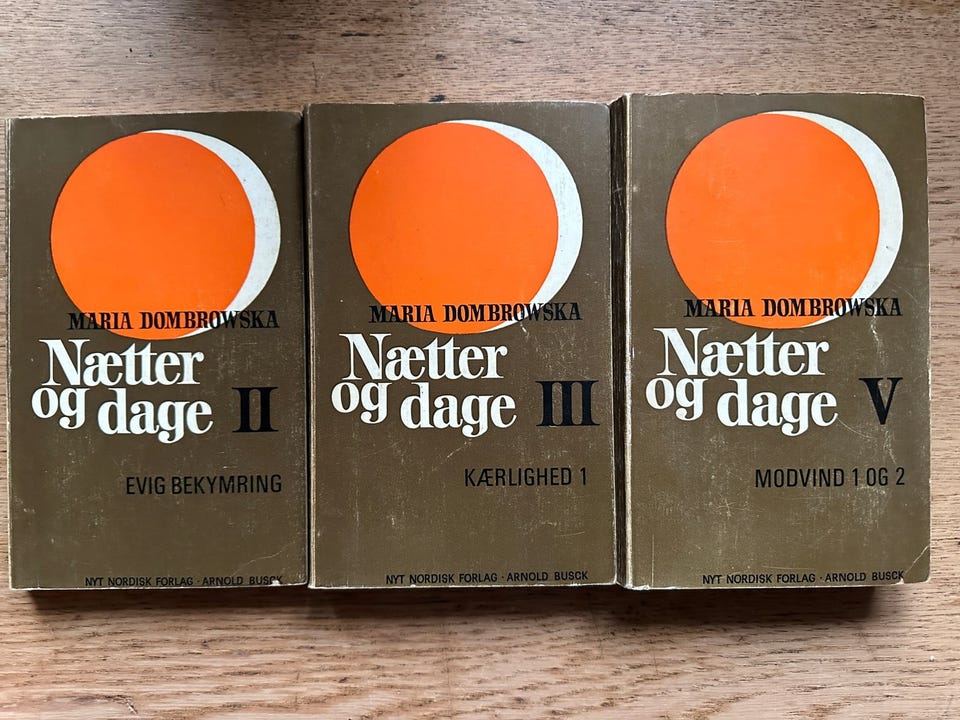 MARIA DOMBROWSKA
Nætter
og dage II
EVIG BEKYMRING
NYT NORDISK FORLAG · ARNOLD BUSCK
MARIA DOMBROWSKA
Nætter
og dage III
KÆRLIGHED 1
NYT NORDISK FORLAG · ARNOLD BUSCK
MARIA DOMBROWSKA
Nætter
og dage V
MODVIND 1 OG 2
NYT NORDISK FORLAG · ARNOLD BUSCK